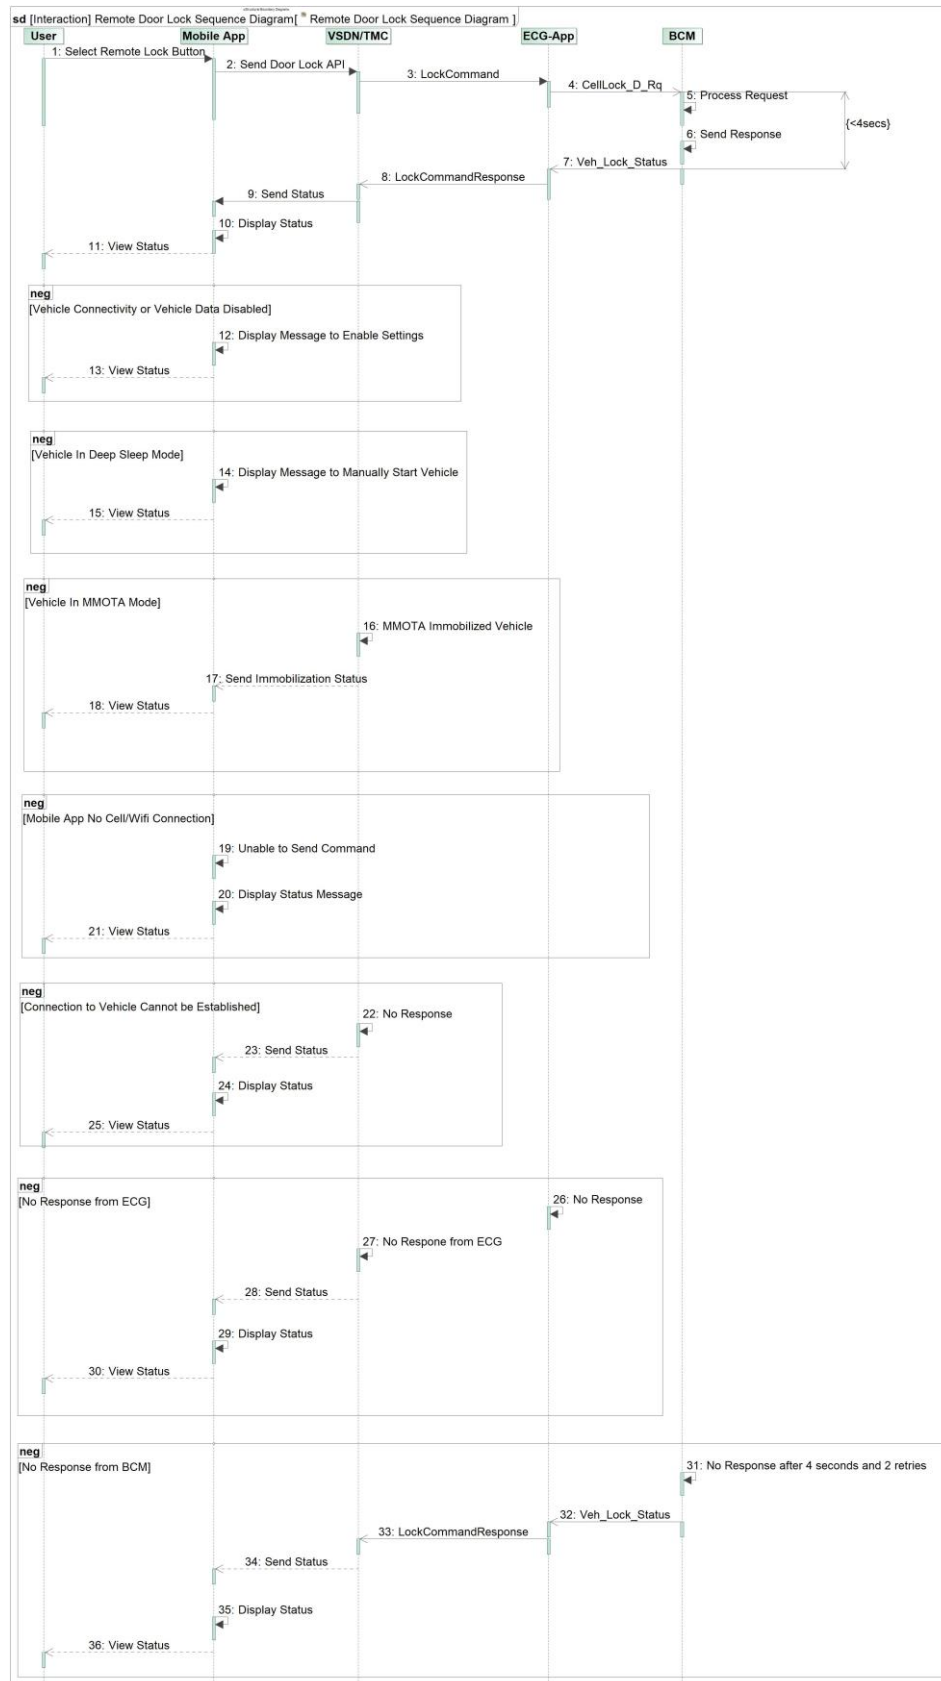 sd [Interaction] Remote Door Lock Sequence Diagram[ Remote Door Lock Sequence Diagram ]
User Mobile App VSDN/TMC ECG-App BCM
1: Select Remote Lock Button
2: Send Door Lock API
3: LockCommand
4: CellLock_D_Rq
5: Process Request
{<4secs}
6: Send Response
7: Veh_Lock_Status
8: LockCommandResponse
9: Send Status
10: Display Status
11: View Status
neg
[Vehicle Connectivity or Vehicle Data Disabled]
12: Display Message to Enable Settings
13: View Status
neg
[Vehicle In Deep Sleep Mode]
14: Display Message to Manually Start Vehicle
15: View Status
neg
[Vehicle In MMOTA Mode]
16: MMOTA Immobilized Vehicle
17: Send Immobilization Status
18: View Status
neg
[Mobile App No Cell/Wifi Connection]
19: Unable to Send Command
20: Display Status Message
21: View Status
neg
[Connection to Vehicle Cannot be Established]
22: No Response
23: Send Status
24: Display Status
25: View Status
neg
[No Response from ECG]
26: No Response
27: No Respone from ECG
28: Send Status
29: Display Status
30: View Status
neg
[No Response from BCM]
31: No Response after 4 seconds and 2 retries
32: Veh_Lock_Status
33: LockCommandResponse
34: Send Status
35: Display Status
36: View Status